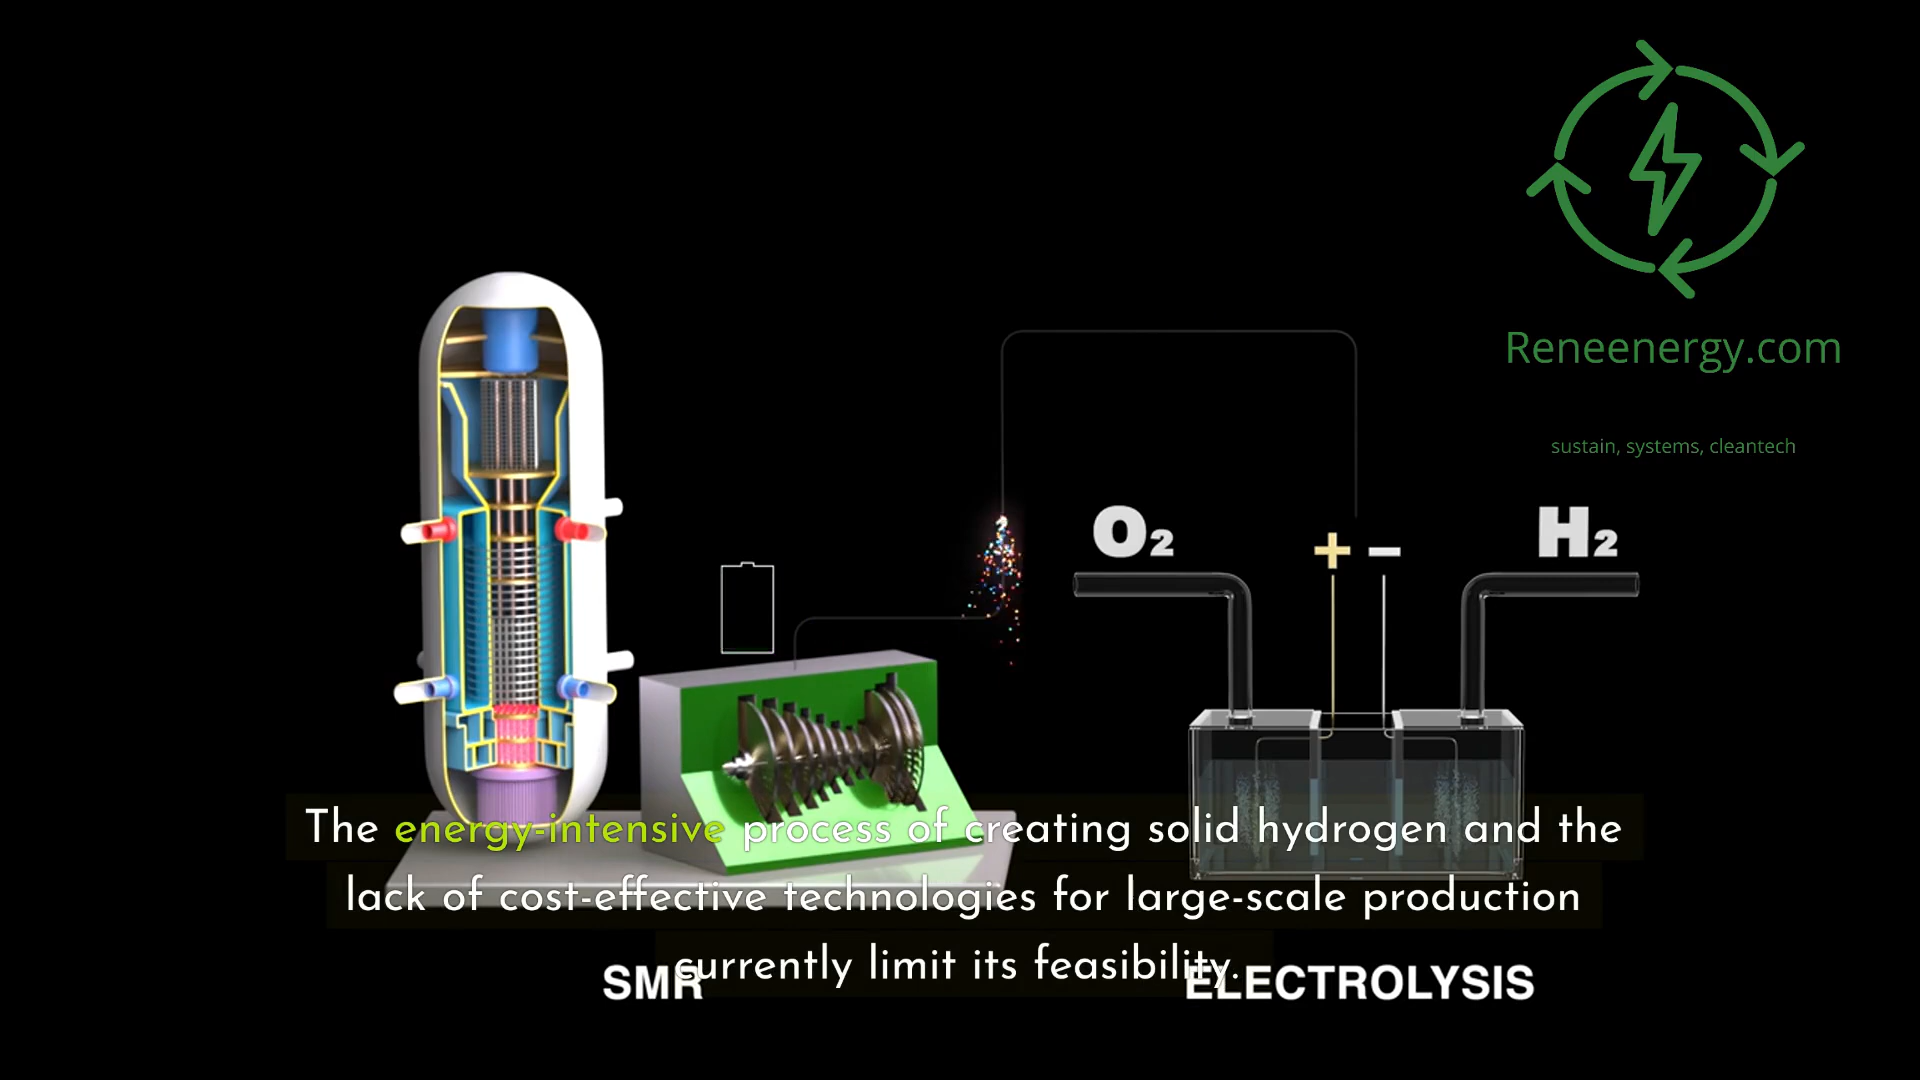 Reneenergy.com
sustain, systems, cleantech
O₂
+ −
H₂
The energy-intensive process of creating solid hydrogen and the
lack of cost-effective technologies for large-scale production
currently limit its feasibility.
SMR
ELECTROLYSIS